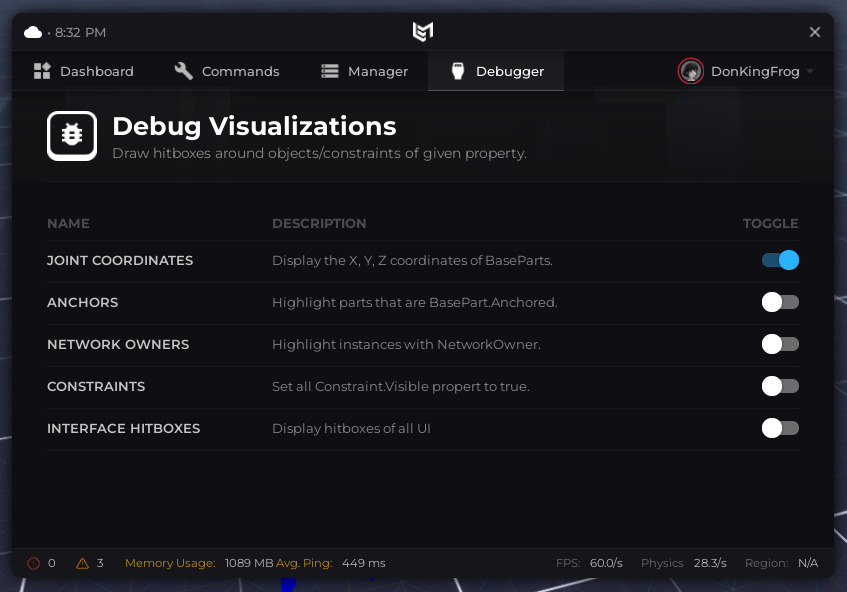 • 8:32 PM
Dashboard Commands Manager Debugger DonKingFrog
Debug Visualizations
Draw hitboxes around objects/constraints of given property.
NAME DESCRIPTION TOGGLE
JOINT COORDINATES Display the X, Y, Z coordinates of BaseParts.
ANCHORS Highlight parts that are BasePart.Anchored.
NETWORK OWNERS Highlight instances with NetworkOwner.
CONSTRAINTS Set all Constraint.Visible propert to true.
INTERFACE HITBOXES Display hitboxes of all UI
0 3 Memory Usage: 1089 MB Avg. Ping: 449 ms FPS: 60.0/s Physics 28.3/s Region: N/A